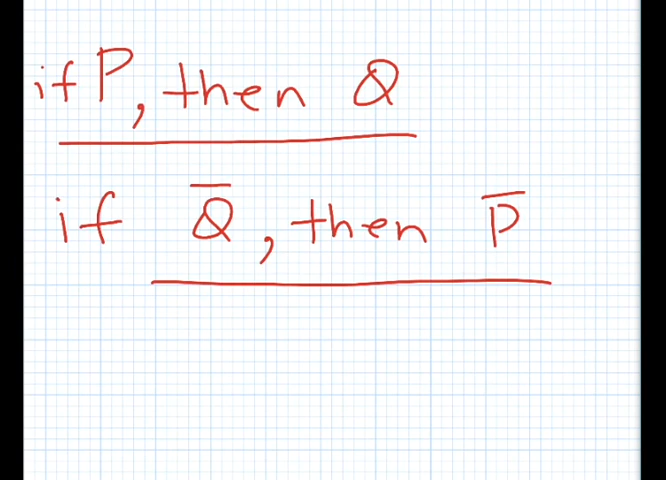 if P, then Q
if Q̅, then P̅